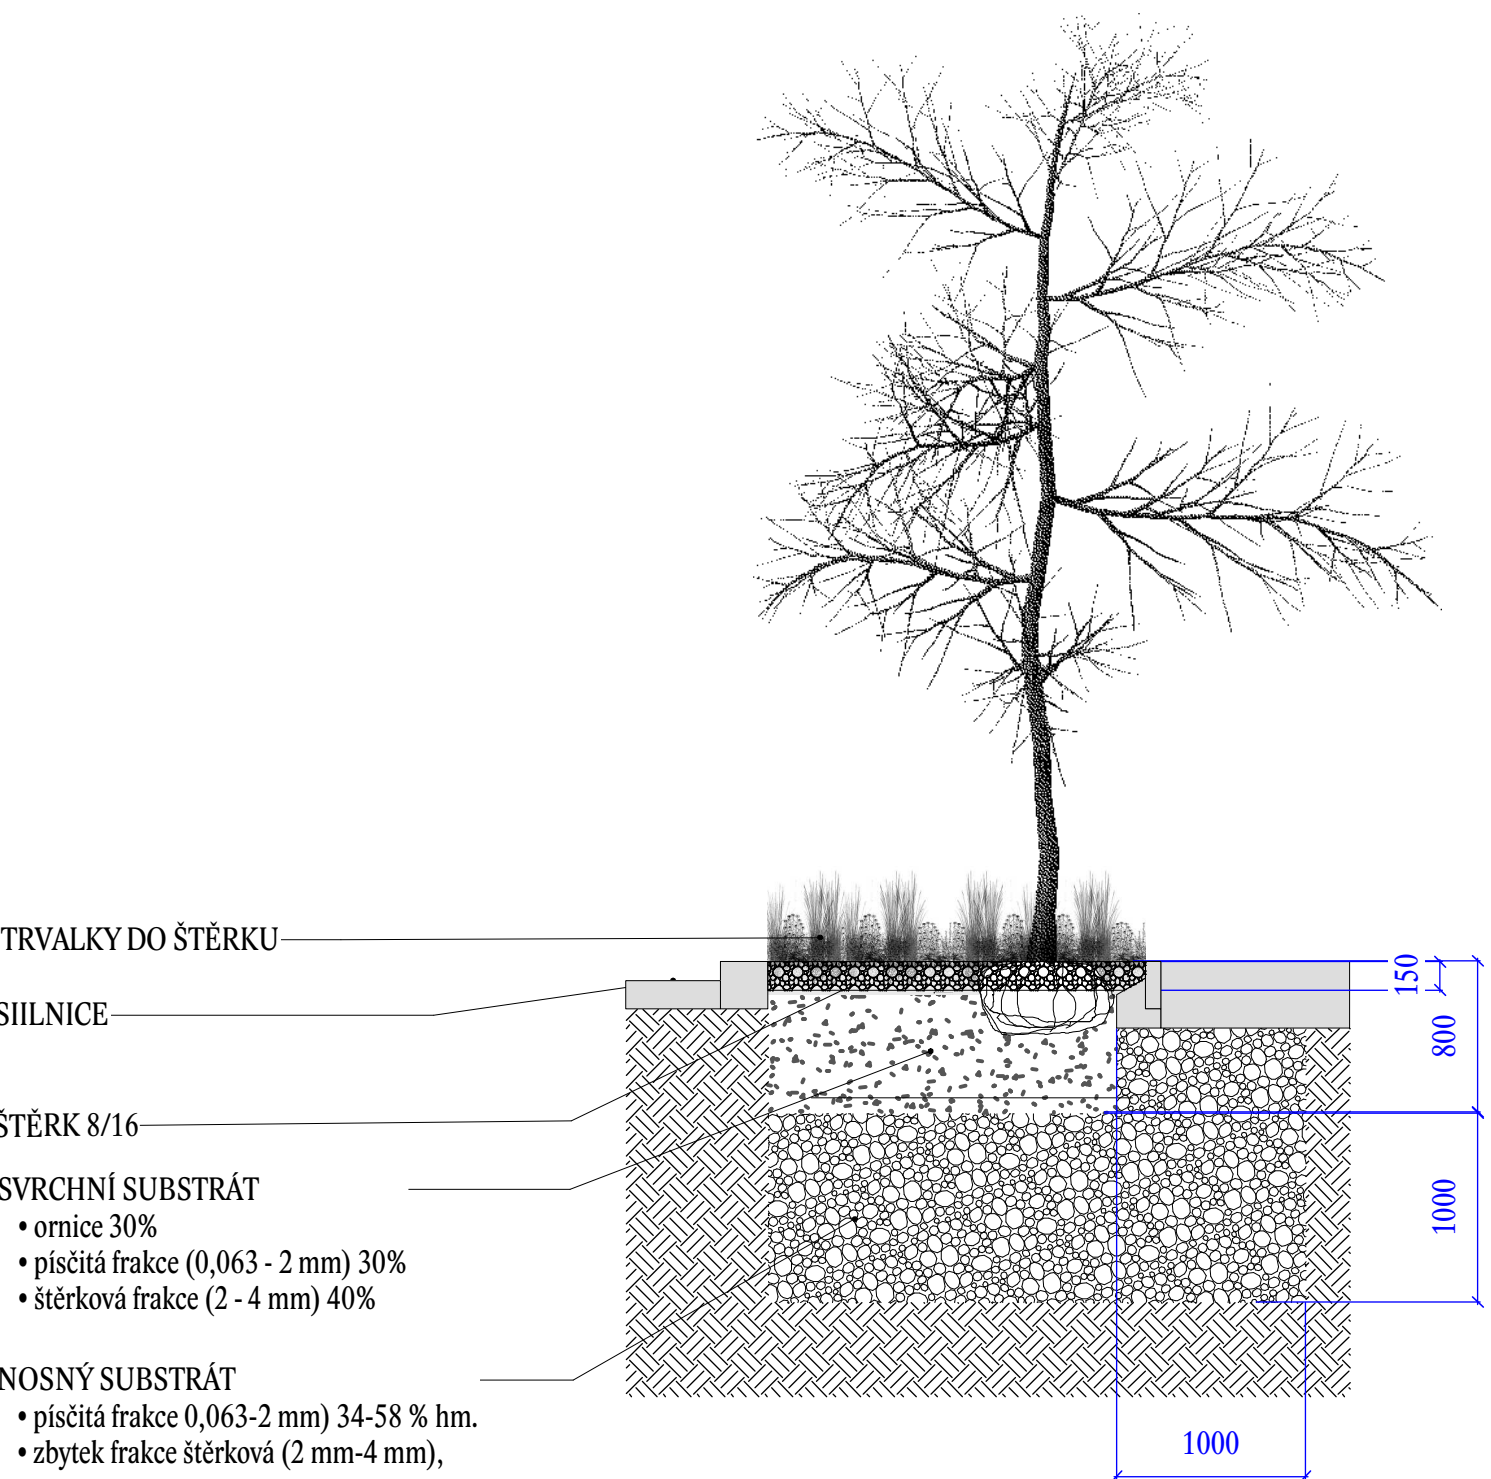 TRVALKY DO ŠTĚRKU
SIILNICE
ŠTĚRK 8/16
SVRCHNÍ SUBSTRÁT
• ornice 30%
• písčitá frakce (0,063 - 2 mm) 30%
• štěrková frakce (2 - 4 mm) 40%
NOSNÝ SUBSTRÁT
• písčitá frakce 0,063-2 mm) 34-58 % hm.
• zbytek frakce štěrková (2 mm-4 mm),
150
800
1000
1000